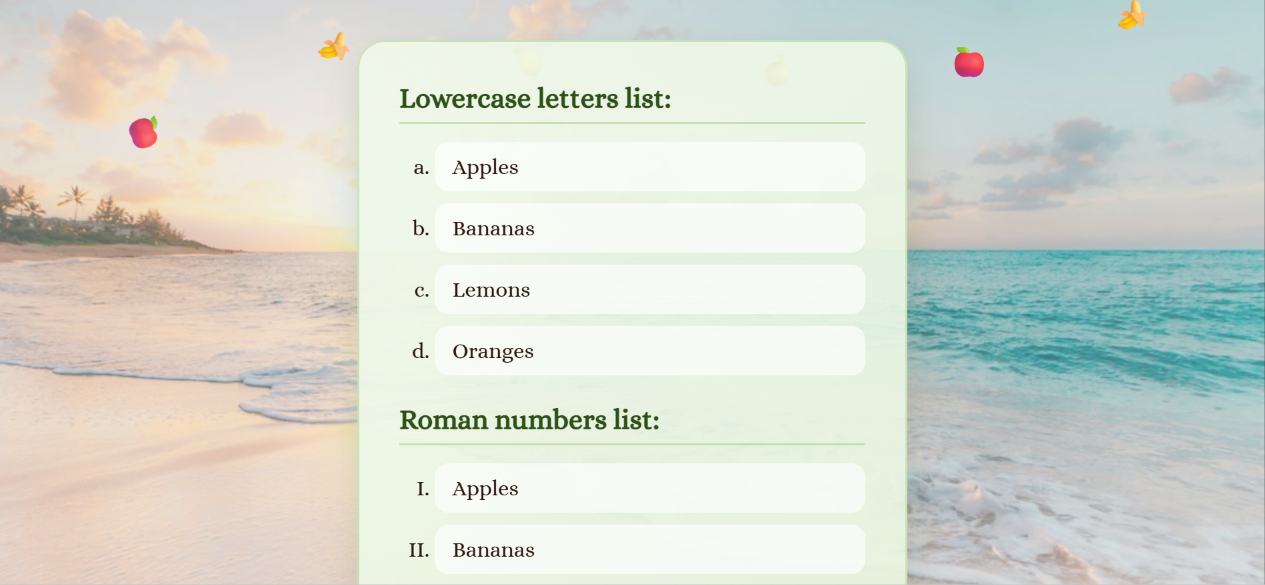 Lowercase letters list:
a. Apples
b. Bananas
c. Lemons
d. Oranges
Roman numbers list:
I. Apples
II. Bananas